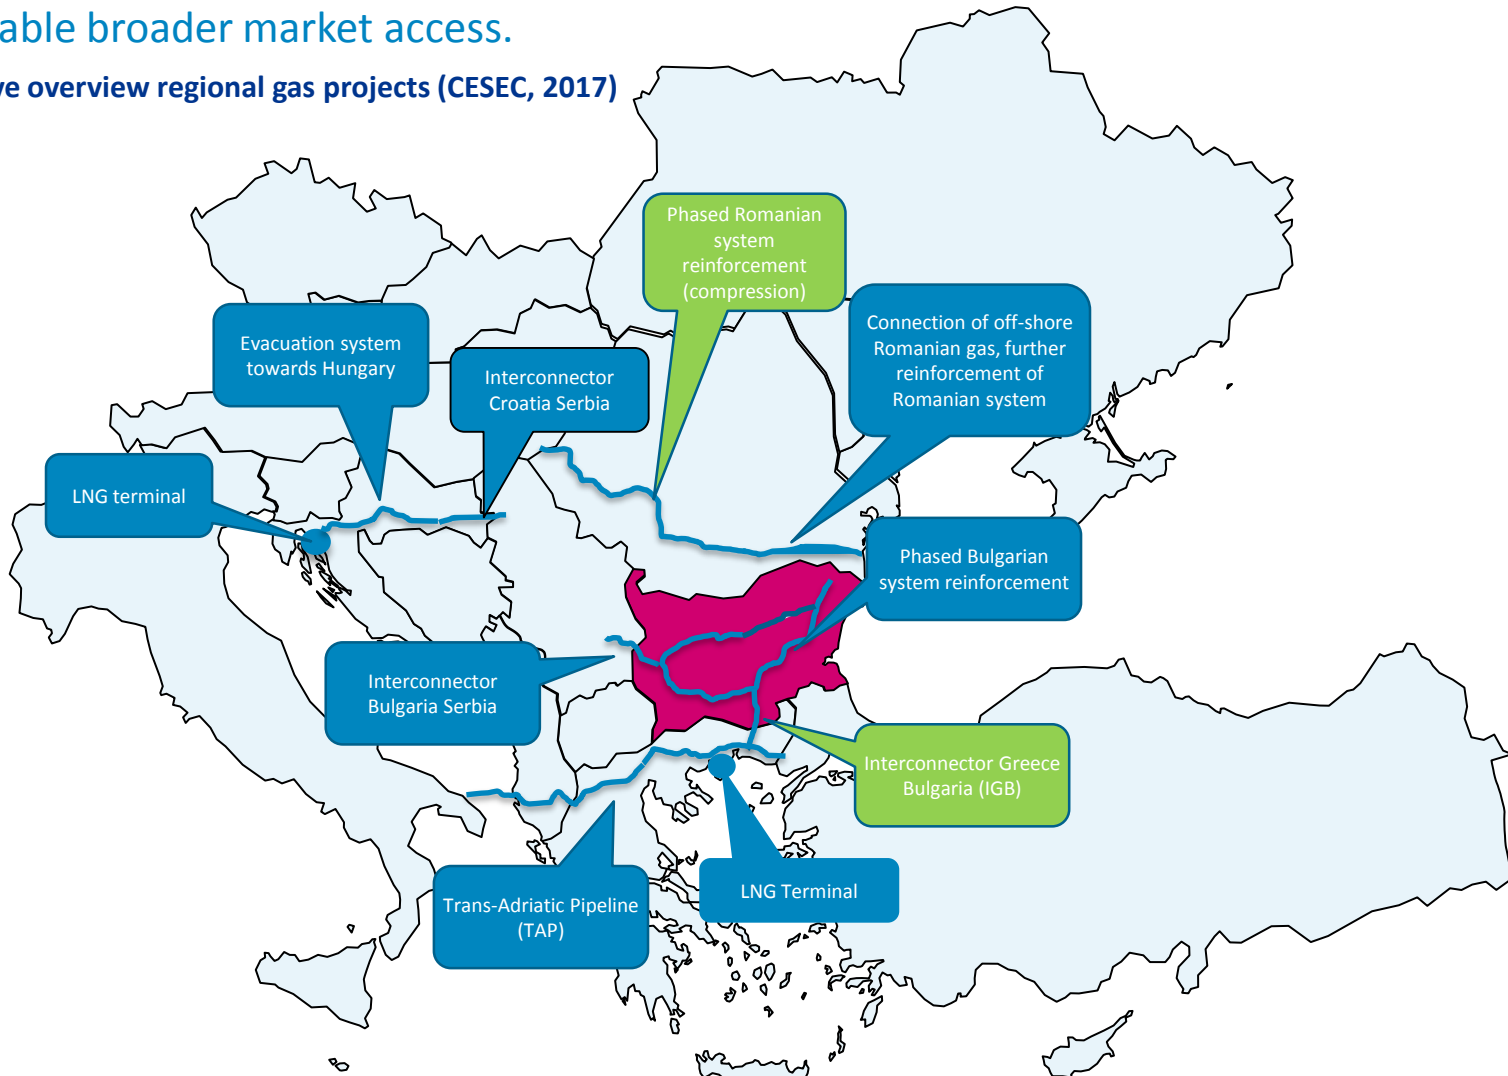 able broader market access.
ve overview regional gas projects (CESEC, 2017)
Phased Romanian
system
reinforcement
(compression)
Connection of off-shore
Romanian gas, further
reinforcement of
Romanian system
Evacuation system
towards Hungary
Interconnector
Croatia Serbia
LNG terminal
Phased Bulgarian
system reinforcement
Interconnector
Bulgaria Serbia
Interconnector Greece
Bulgaria (IGB)
LNG Terminal
Trans-Adriatic Pipeline
(TAP)